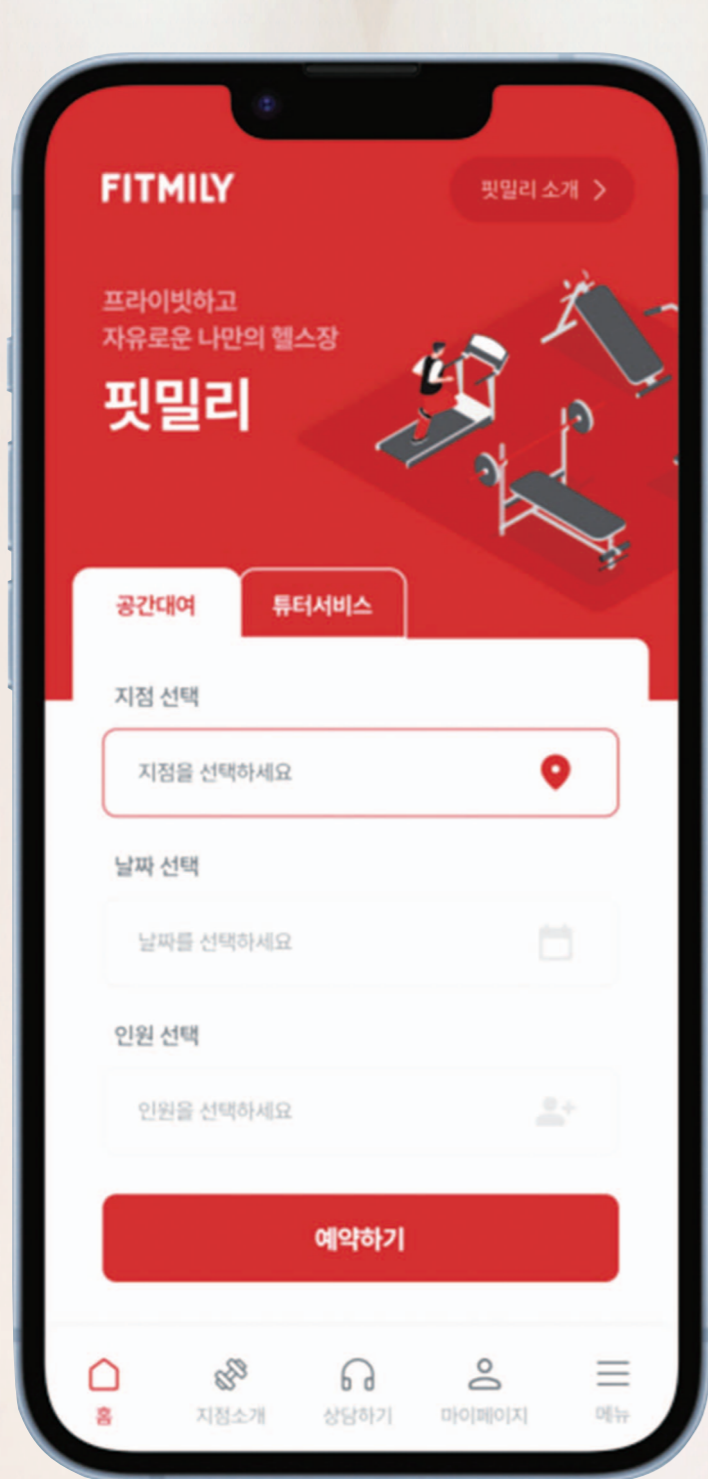 FITMILY
핏밀리 소개
프라이빗하고
자유로운 나만의 헬스장
핏밀리
공간대여
튜터서비스
지점 선택
지점을 선택하세요
날짜 선택
날짜를 선택하세요
인원 선택
인원을 선택하세요
예약하기
홈
지점소개
상담하기
마이페이지
메뉴